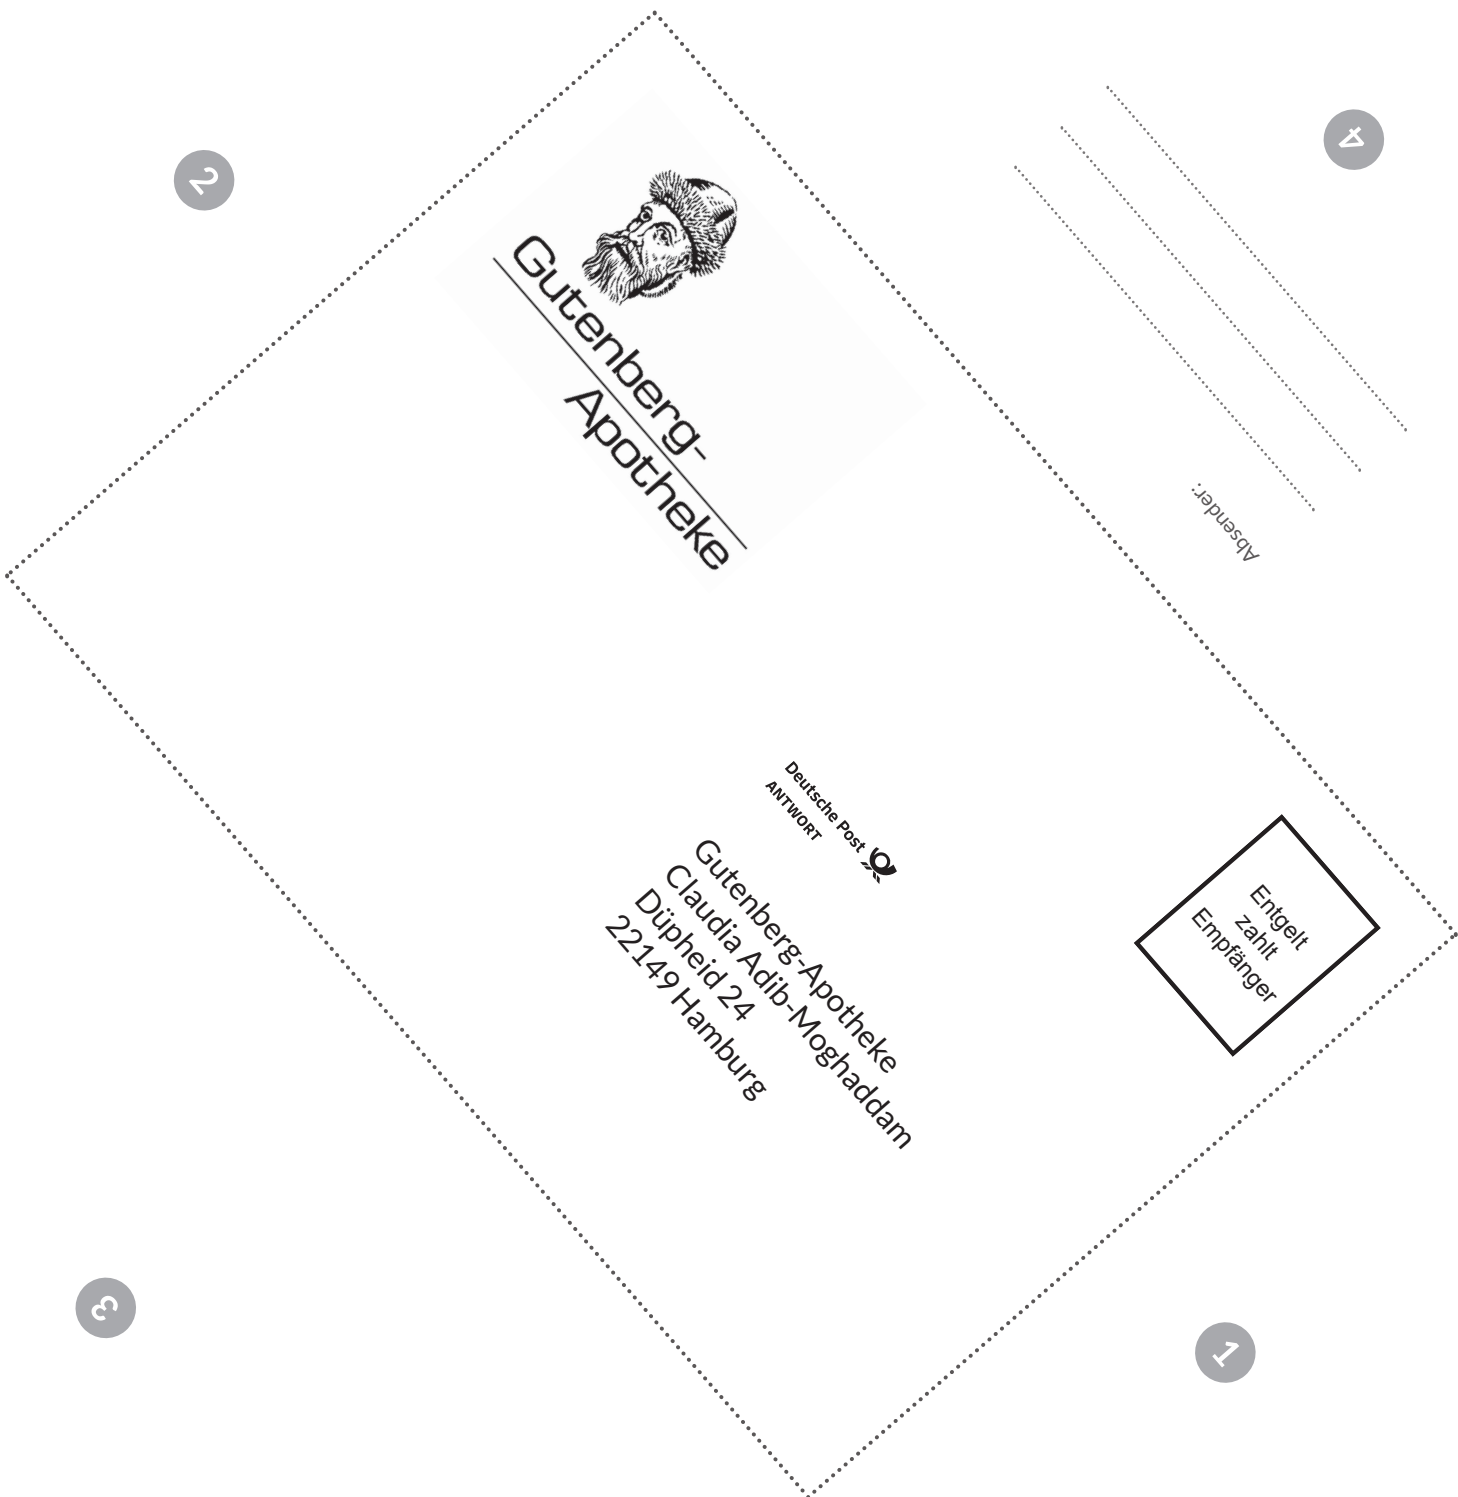 2
4
Gutenberg-
Apotheke
Absender:
Deutsche Post
ANTWORT
Gutenberg-Apotheke
Claudia Adib-Moghaddam
Düpheid 24
22149 Hamburg
Entgelt
zahlt
Empfänger
3
1